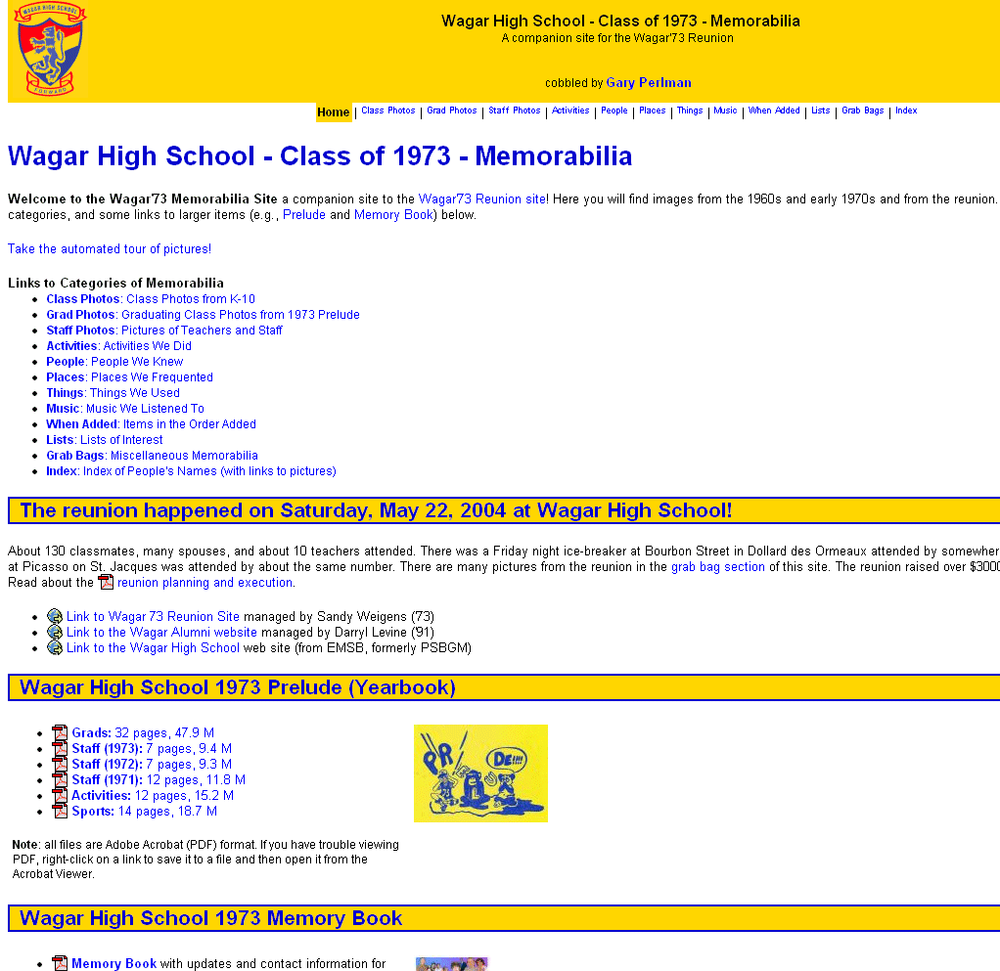 WAGAR HIGH SCHOOL
FORWARD
Wagar High School - Class of 1973 - Memorabilia
A companion site for the Wagar'73 Reunion
cobbled by Gary Perlman
Home | Class Photos | Grad Photos | Staff Photos | Activities | People | Places | Things | Music | When Added | Lists | Grab Bags | Index
Wagar High School - Class of 1973 - Memorabilia
Welcome to the Wagar'73 Memorabilia Site a companion site to the Wagar'73 Reunion site! Here you will find images from the 1960s and early 1970s and from the reunion.
categories, and some links to larger items (e.g., Prelude and Memory Book) below.
Take the automated tour of pictures!
Links to Categories of Memorabilia
Class Photos: Class Photos from K-10
Grad Photos: Graduating Class Photos from 1973 Prelude
Staff Photos: Pictures of Teachers and Staff
Activities: Activities We Did
People: People We Knew
Places: Places We Frequented
Things: Things We Used
Music: Music We Listened To
When Added: Items in the Order Added
Lists: Lists of Interest
Grab Bags: Miscellaneous Memorabilia
Index: Index of People's Names (with links to pictures)
The reunion happened on Saturday, May 22, 2004 at Wagar High School!
About 130 classmates, many spouses, and about 10 teachers attended. There was a Friday night ice-breaker at Bourbon Street in Dollard des Ormeaux attended by somewher
at Picasso on St. Jacques was attended by about the same number. There are many pictures from the reunion in the grab bag section of this site. The reunion raised over $300
Read about the reunion planning and execution.
Link to Wagar 73 Reunion Site managed by Sandy Weigens (73)
Link to the Wagar Alumni website managed by Darryl Levine ('91)
Link to the Wagar High School web site (from EMSB, formerly PSBGM)
Wagar High School 1973 Prelude (Yearbook)
Grads: 32 pages, 47.9 M
Staff (1973): 7 pages, 9.4 M
Staff (1972): 7 pages, 9.3 M
Staff (1971): 12 pages, 11.8 M
Activities: 12 pages, 15.2 M
Sports: 14 pages, 18.7 M
PR
DE!!!!
Note: all files are Adobe Acrobat (PDF) format. If you have trouble viewing
PDF, right-click on a link to save it to a file and then open it from the
Acrobat Viewer.
Wagar High School 1973 Memory Book
Memory Book with updates and contact information for